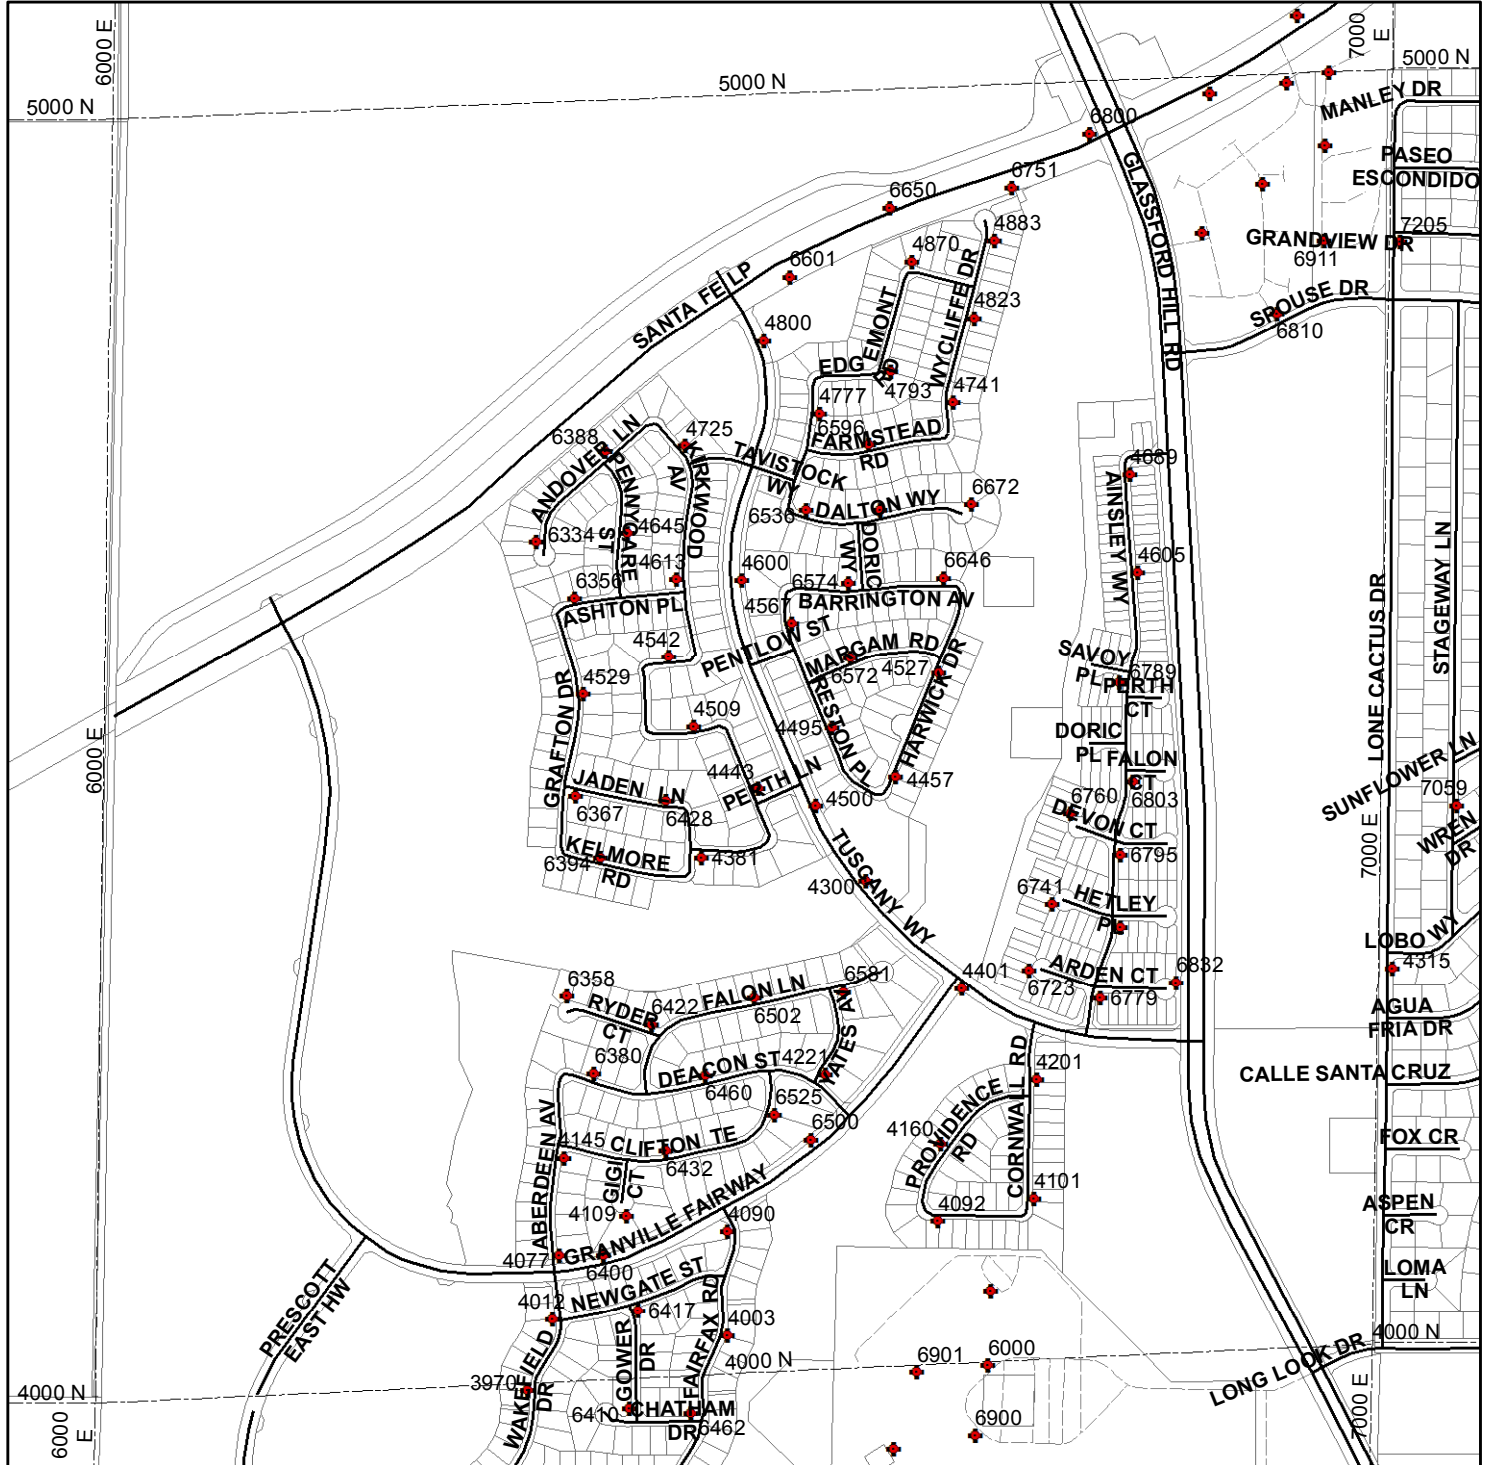 6000 E
7000
E
5000 N
5000 N
5000 N
MANLEY DR
6800
PASEO
ESCONDIDO
GLASSFORD HILL RD
6751
6650
7205
GRANDVIEW DR
6911
4883
4870
6601
SANTA FE LP
WYCLIFFE DR
SPOUSE DR
6810
4823
4800
EDG
EMONT
RD
4793
4741
4777
6596
FARMSTEAD
RD
6388
ANDOVER LN
4725
KIRKWOOD
AV
TAVISTOCK
WY
4689
AINSLEY WY
PENNYCARE
ST
6536
DALTON WY
6672
6334
4645
DORIC
WY
4613
4600
6574
6646
4605
6356
ASHTON PL
4567
BARRINGTON AV
STAGEWAY LN
LONE CACTUS DR
4542
PENTLOW ST
MARGAM RD
6572
4527
SAVOY
PL
6789
PERTH
CT
GRAFTON DR
4529
4509
RESTON PL
4495
HARWICK DR
DORIC
PL
FALON
CT
6000 E
4443
PERTH LN
4457
SUNFLOWER LN
JADEN LN
6367
6428
4500
6760
6803
7059
DEVON CT
WREN
DR
7000 E
KELMORE
RD
6394
4381
TUSCANY WY
6795
4300
6741
HETLEY
PL
LOBO WY
4315
6358
RYDER
CT
6422
FALON LN
6502
6581
4401
ARDEN CT
6723
6779
6832
AGUA
FRIA DR
6380
DEACON ST
4221
YATES AV
6460
CORNWALL RD
4201
CALLE SANTA CRUZ
6525
6500
PROVIDENCE
RD
4160
ABERDEEN AV
4145
CLIFTON TE
6432
GIGI
CT
FOX CR
4109
GRANVILLE FAIRWAY
4090
4092
4101
ASPEN
CR
4077
6400
LOMA
LN
PRESCOTT
EAST HW
NEWGATE ST
4012
6417
4003
FAIRFAX RD
GOWER
DR
4000 N
4000 N
6901
6000
LONG LOOK DR
4000 N
WAKEFIELD
DR
3970
6410
CHATHAM
DR
6462
6900
6000
E
7000 E